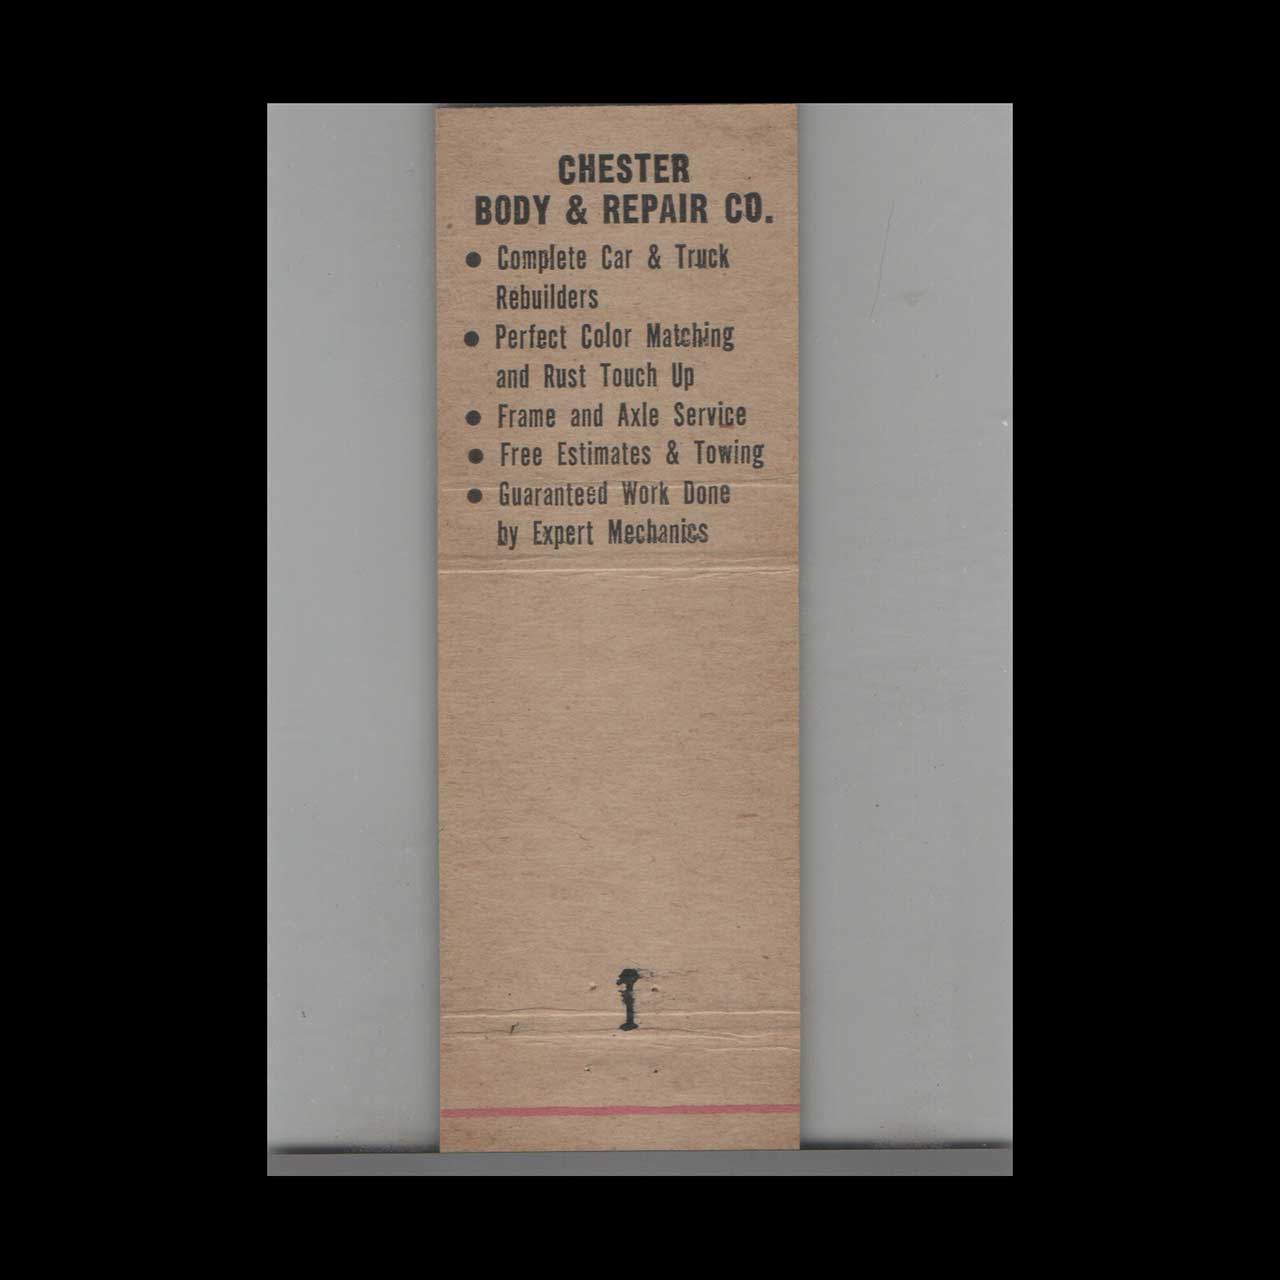 CHESTER
BODY & REPAIR CO.
● Complete Car & Truck
Rebuilders
● Perfect Color Matching
and Rust Touch Up
● Frame and Axle Service
● Free Estimates & Towing
● Guaranteed Work Done
by Expert Mechanics